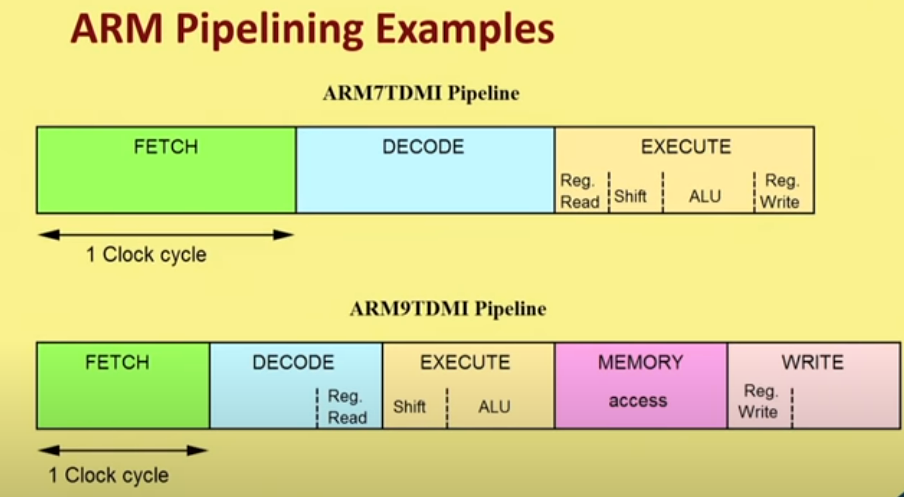 ARM Pipelining Examples
ARM7TDMI Pipeline
FETCH DECODE EXECUTE
Reg. Read Shift ALU Reg. Write
1 Clock cycle
ARM9TDMI Pipeline
FETCH DECODE EXECUTE MEMORY WRITE
Reg. Read Shift ALU access Reg. Write
1 Clock cycle